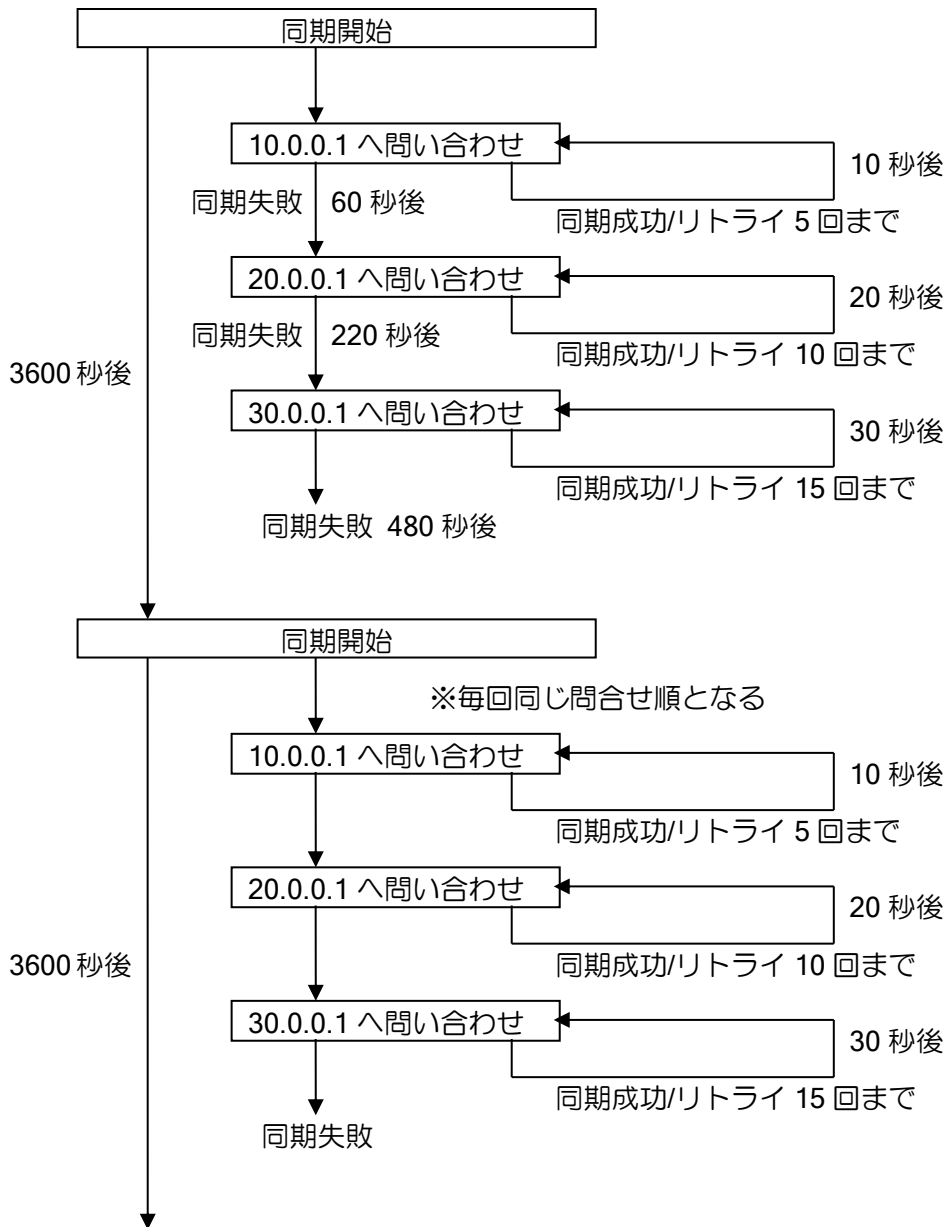 同期開始
10.0.0.1 へ問い合わせ
10 秒後
同期失敗 60 秒後
同期成功/リトライ 5 回まで
20.0.0.1 へ問い合わせ
20 秒後
同期失敗 220 秒後
同期成功/リトライ 10 回まで
3600 秒後
30.0.0.1 へ問い合わせ
30 秒後
同期成功/リトライ 15 回まで
同期失敗 480 秒後
同期開始
※毎回同じ問合せ順となる
10.0.0.1 へ問い合わせ
10 秒後
同期成功/リトライ 5 回まで
20.0.0.1 へ問い合わせ
20 秒後
3600 秒後
同期成功/リトライ 10 回まで
30.0.0.1 へ問い合わせ
30 秒後
同期成功/リトライ 15 回まで
同期失敗